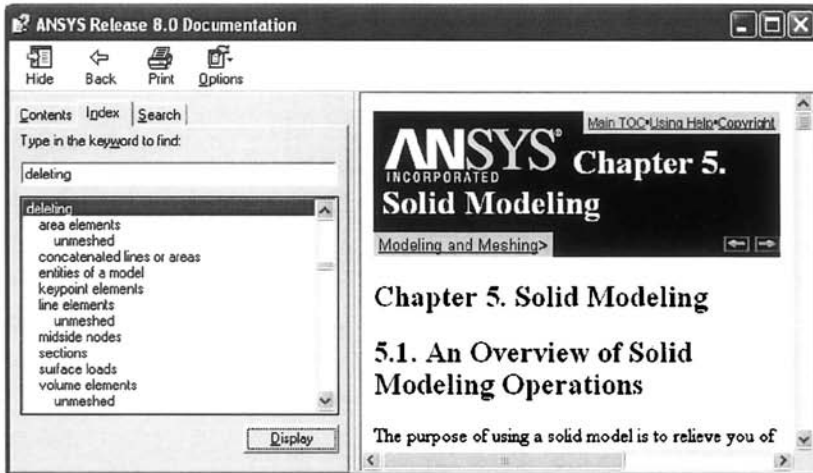 ANSYS Release 8.0 Documentation
Hide Back Print Options
Contents Index Search
Type in the keyword to find:
deleting
deleting
area elements
unmeshed
concatenated lines or areas
entities of a model
keypoint elements
line elements
unmeshed
midside nodes
sections
surface loads
volume elements
unmeshed
Display
Main TOC•Using Help•Copyright
ANSYS® Chapter 5.
INCORPORATED
Solid Modeling
Modeling and Meshing>
Chapter 5. Solid Modeling
5.1. An Overview of Solid
Modeling Operations
The purpose of using a solid model is to relieve you of